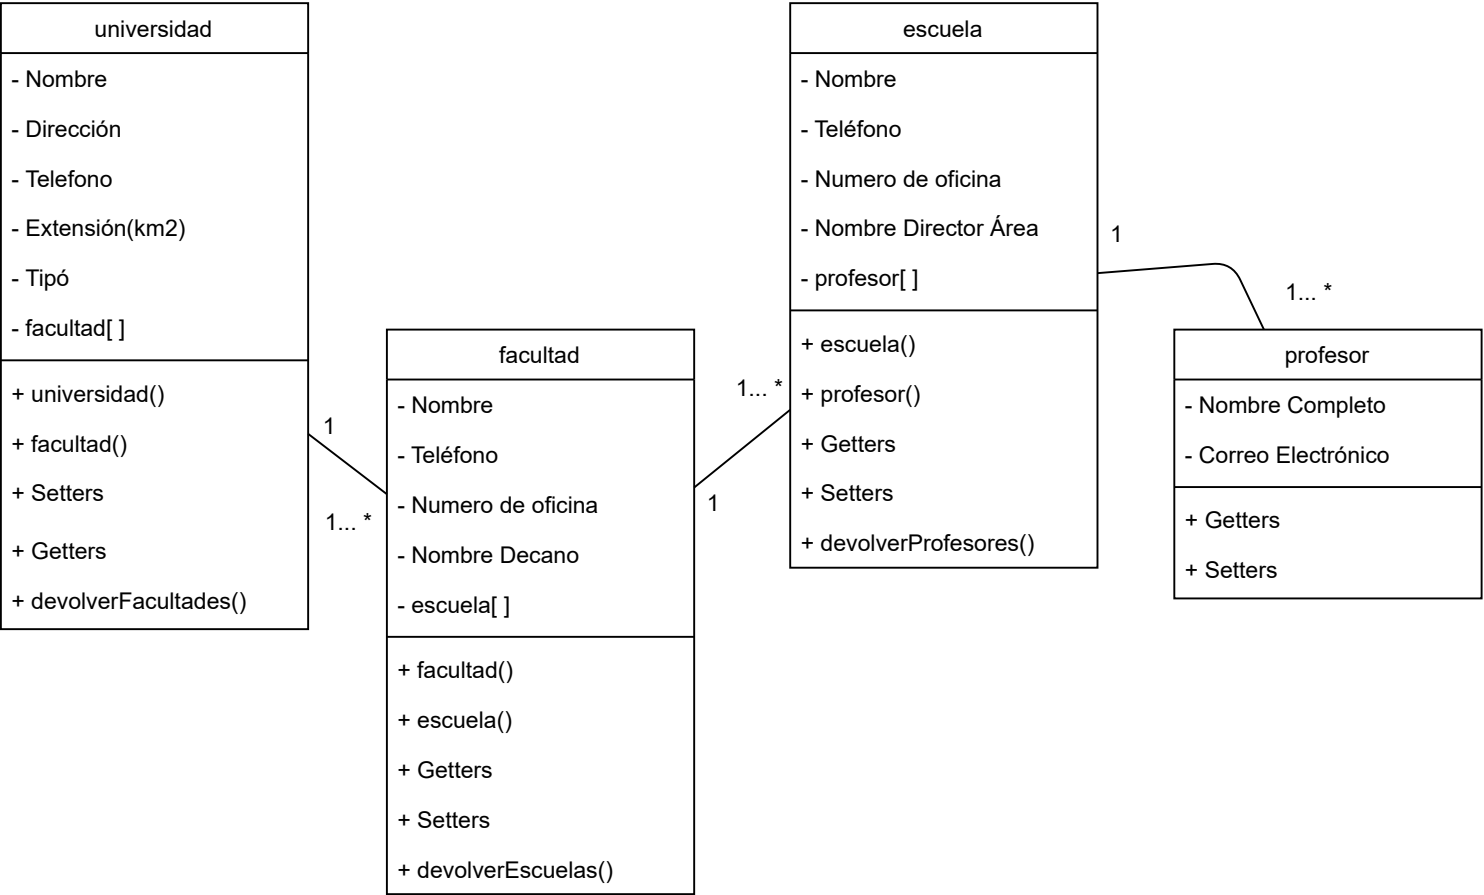 universidad
- Nombre
- Dirección
- Telefono
- Extensión(km2)
- Tipó
- facultad[ ]
+ universidad()
+ facultad()
+ Setters
+ Getters
+ devolverFacultades()
1
1... *
facultad
- Nombre
- Teléfono
- Numero de oficina
- Nombre Decano
- escuela[ ]
+ facultad()
+ escuela()
+ Getters
+ Setters
+ devolverEscuelas()
1... *
1
escuela
- Nombre
- Teléfono
- Numero de oficina
- Nombre Director Área
- profesor[ ]
+ escuela()
+ profesor()
+ Getters
+ Setters
+ devolverProfesores()
1
1... *
profesor
- Nombre Completo
- Correo Electrónico
+ Getters
+ Setters